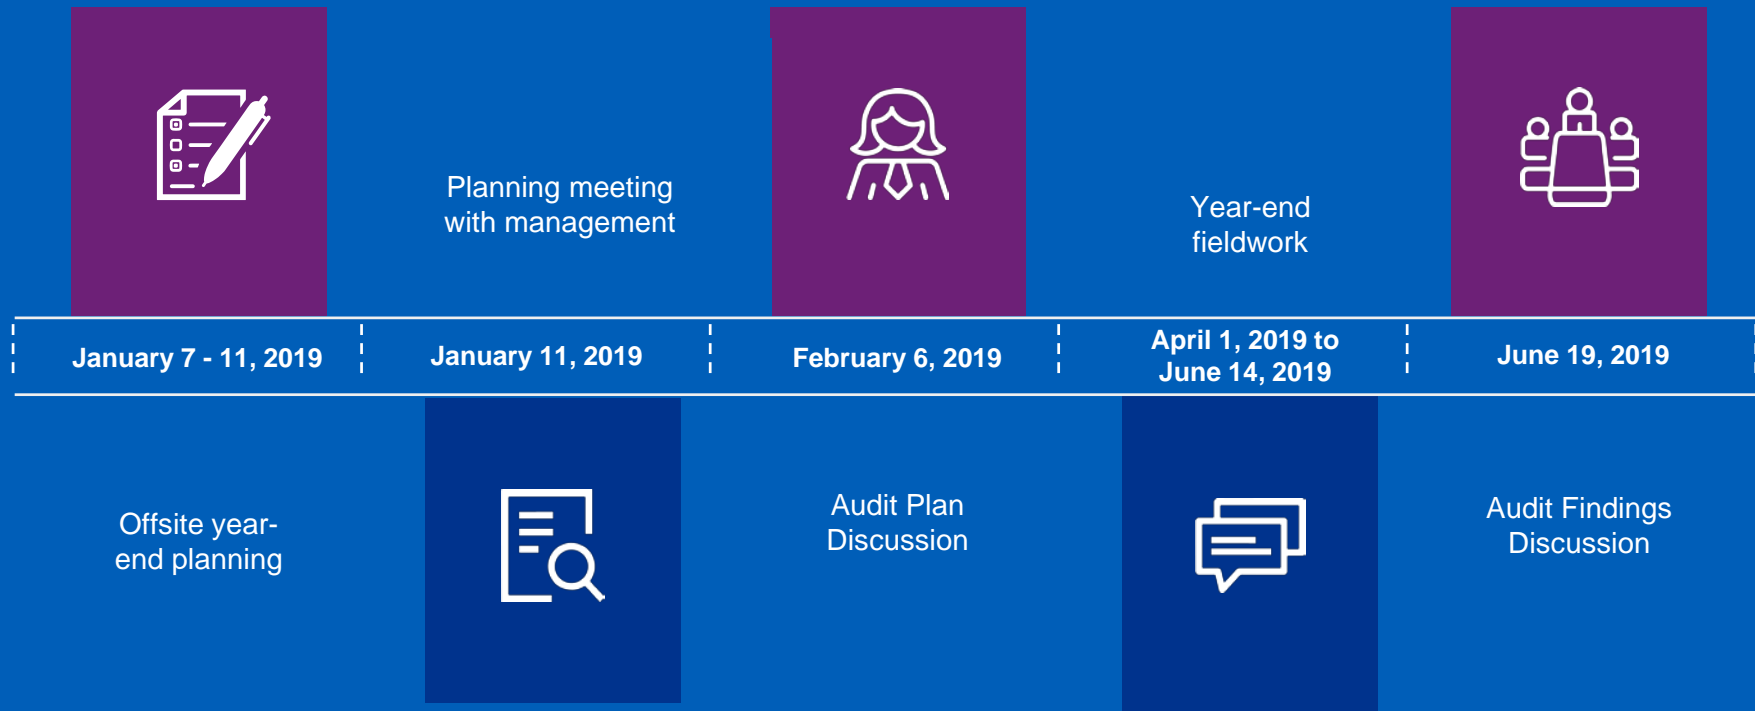 Planning meeting
with management
Year-end
fieldwork
January 7 - 11, 2019
January 11, 2019
February 6, 2019
April 1, 2019 to
June 14, 2019
June 19, 2019
Offsite year-
end planning
Audit Plan
Discussion
Audit Findings
Discussion